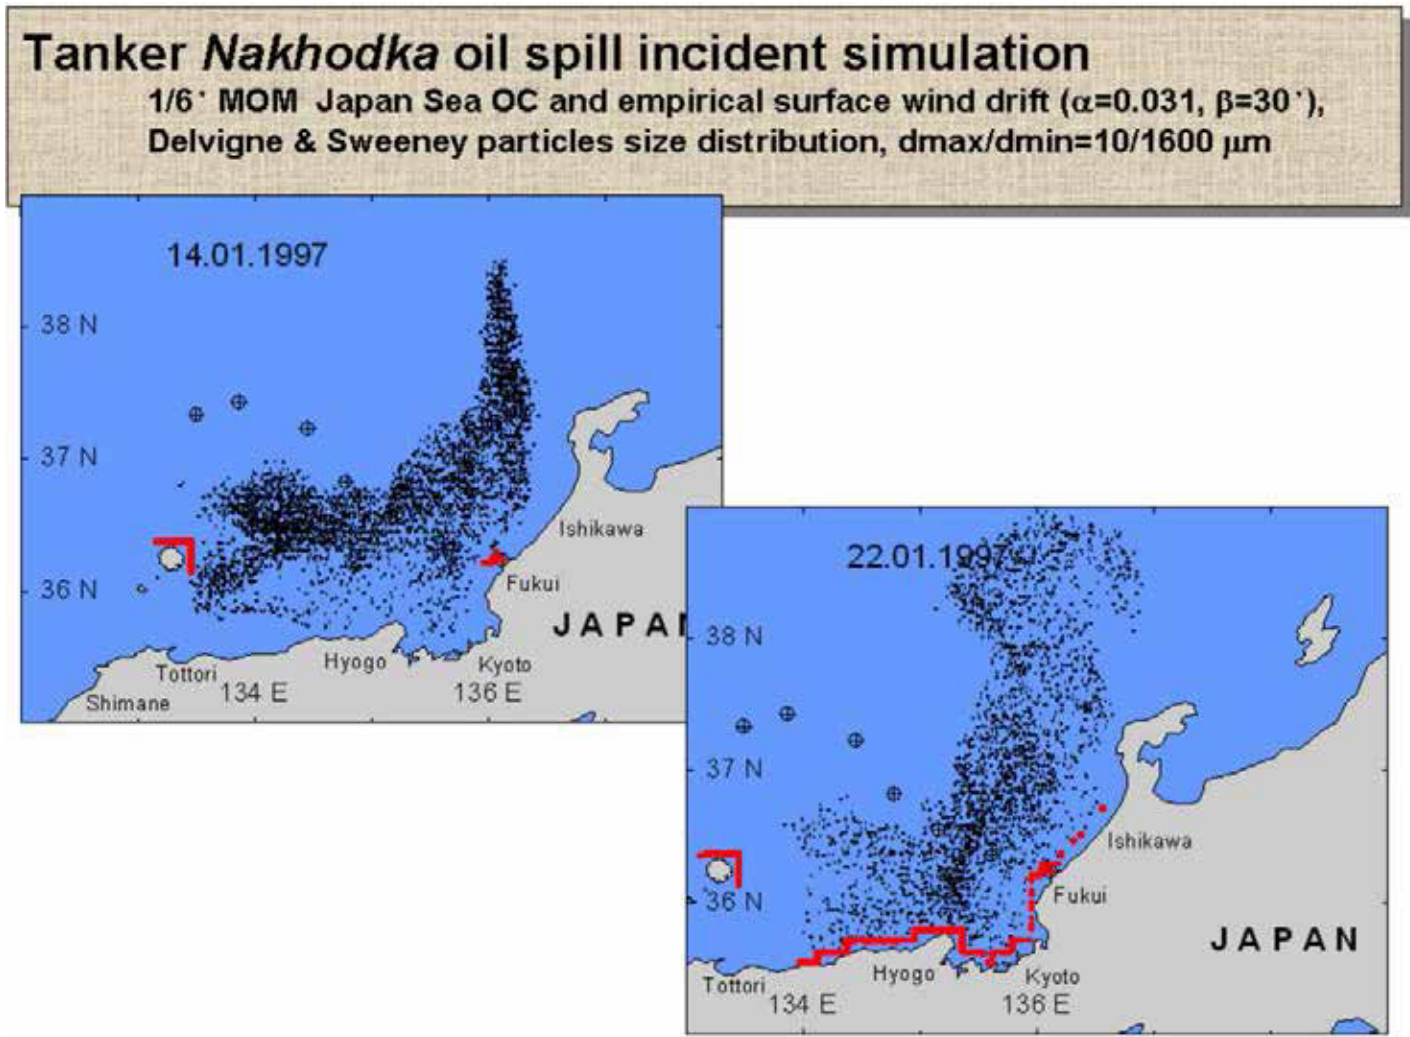 Tanker Nakhodka oil spill incident simulation
1/6˚ MOM Japan Sea OC and empirical surface wind drift (α=0.031, β=30˚),
Delvigne & Sweeney particles size distribution, dmax/dmin=10/1600 µm
14.01.1997
38 N
37 N
Ishikawa
36 N
Fukui
JAPAN
Hyogo
Kyoto
Tottori
134 E
136 E
Shimane
22.01.1997
38 N
37 N
Ishikawa
36 N
Fukui
JAPAN
Hyogo
Kyoto
Tottori
134 E
136 E